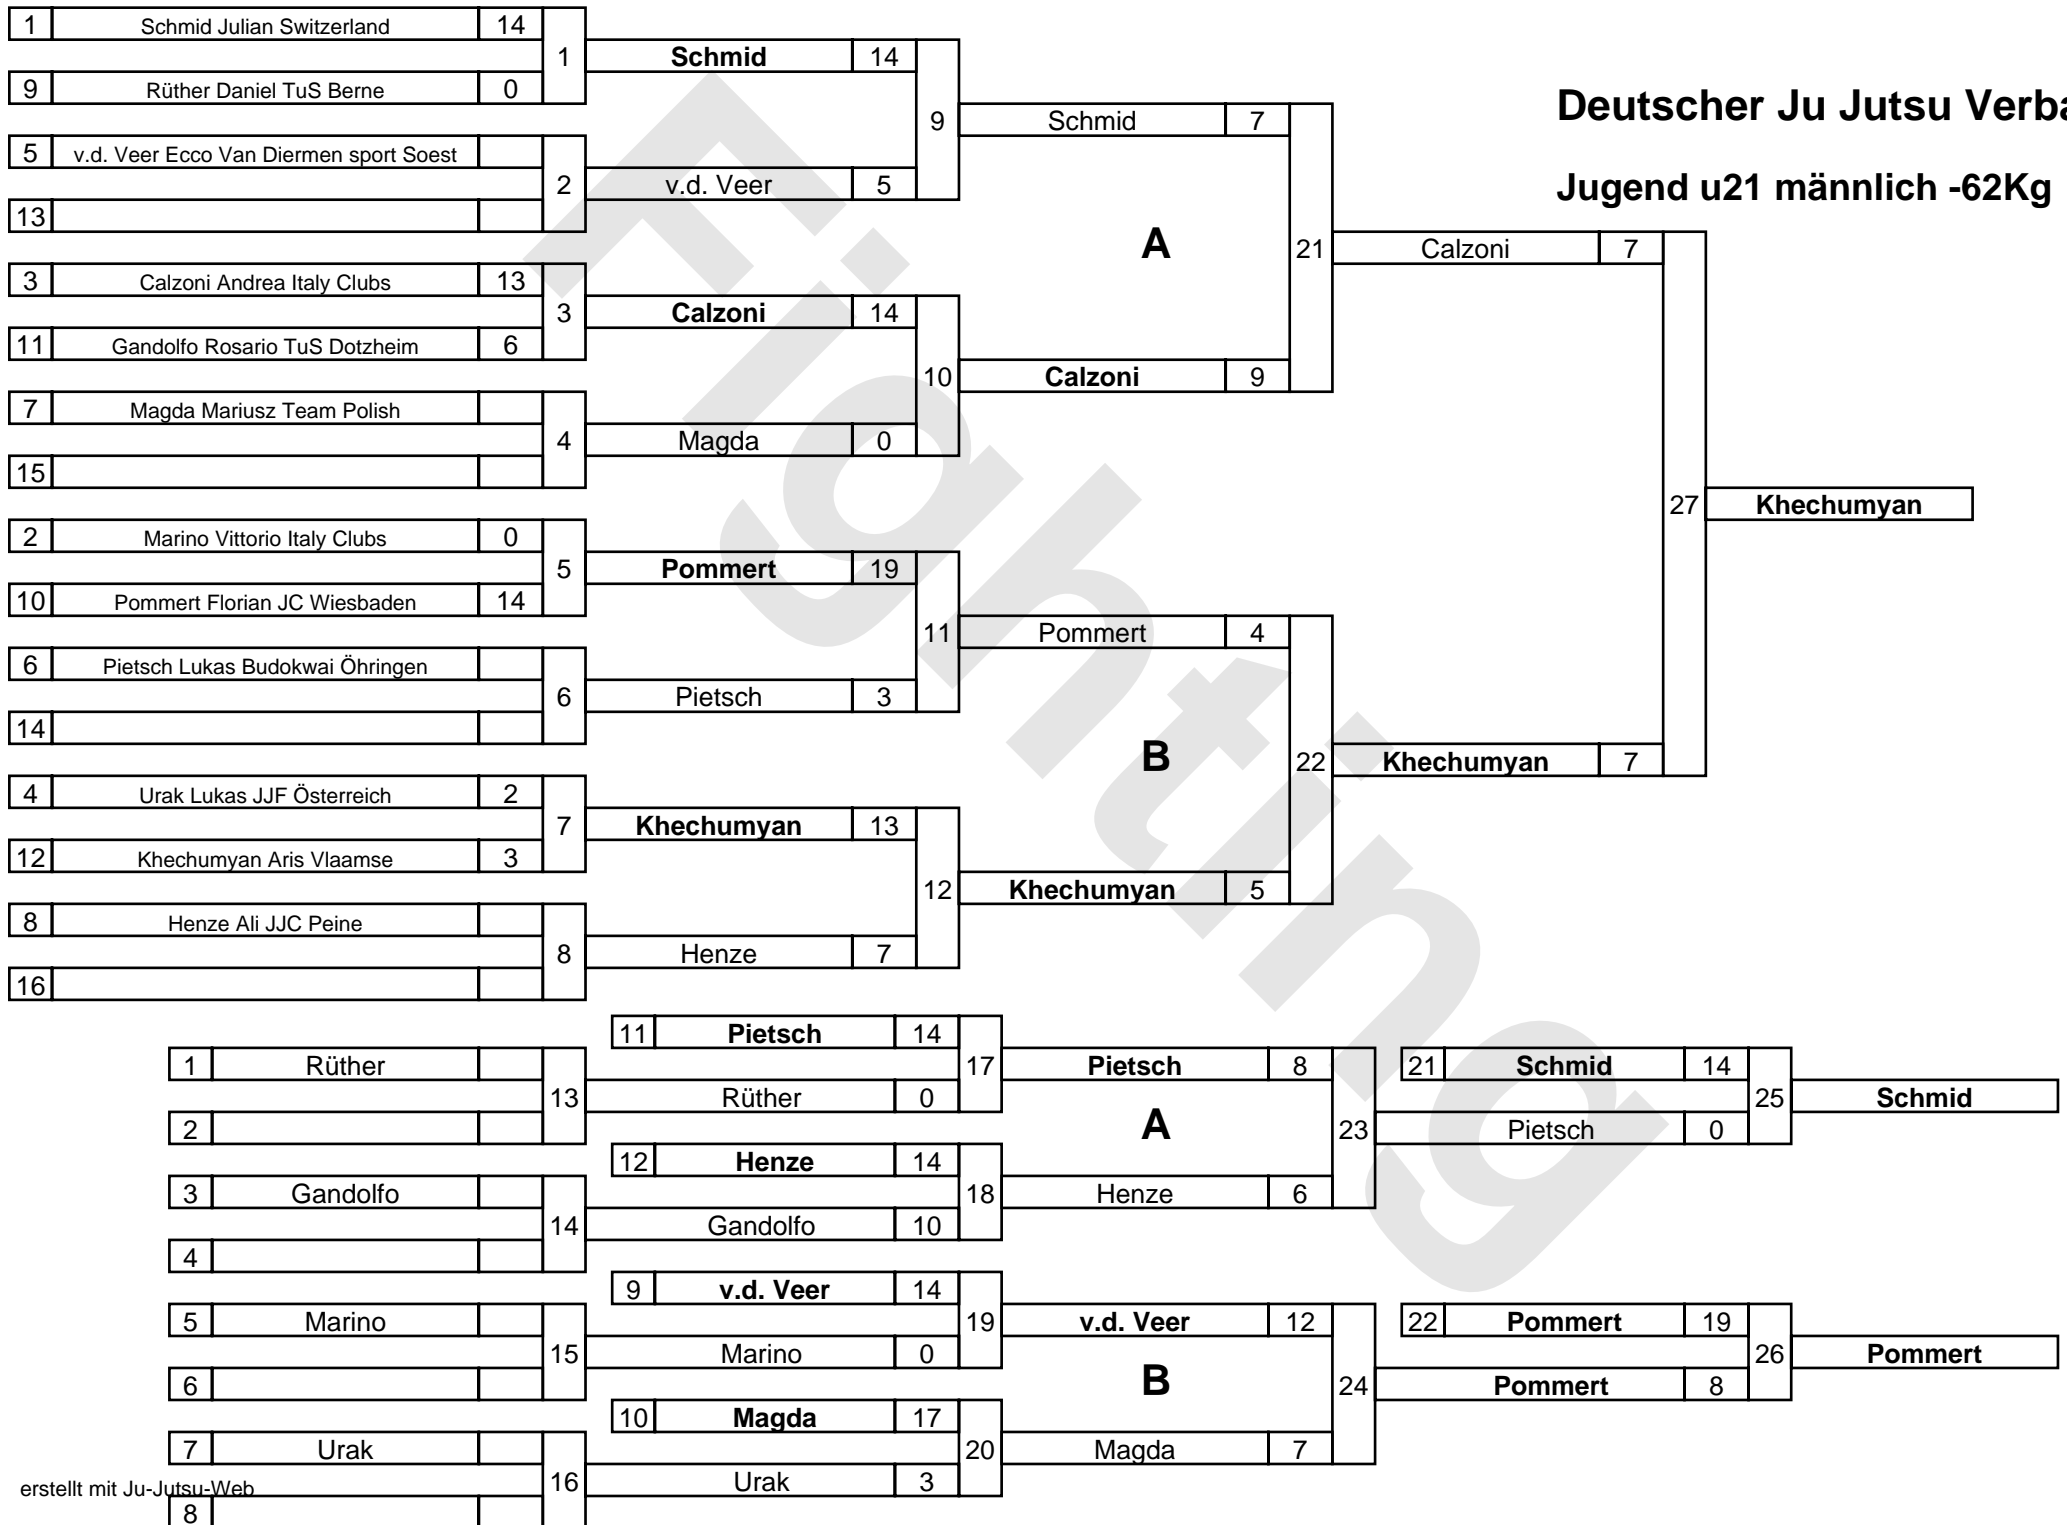 Deutscher Ju Jutsu Verba
Jugend u21 männlich -62Kg
1 Schmid Julian Switzerland 14
9 Rüther Daniel TuS Berne 0
1
5 v.d. Veer Ecco Van Diermen sport Soest
13
2
3 Calzoni Andrea Italy Clubs 13
11 Gandolfo Rosario TuS Dotzheim 6
3
7 Magda Mariusz Team Polish
15
4
2 Marino Vittorio Italy Clubs 0
10 Pommert Florian JC Wiesbaden 14
5
6 Pietsch Lukas Budokwai Öhringen
14
6
4 Urak Lukas JJF Österreich 2
12 Khechumyan Aris Vlaamse 3
7
8 Henze Ali JJC Peine
16
8
Schmid 14
v.d. Veer 5
9
Calzoni 14
Magda 0
10
Pommert 19
Pietsch 3
11
Khechumyan 13
Henze 7
12
Schmid 7
A
Calzoni 9
21
Pommert 4
B
Khechumyan 5
22
Calzoni 7
Khechumyan 7
27
Khechumyan
1 Rüther
2
13
3 Gandolfo
4
14
5 Marino
6
15
7 Urak
8
16
11 Pietsch 14
Rüther 0
17
12 Henze 14
Gandolfo 10
18
9 v.d. Veer 14
Marino 0
19
10 Magda 17
Urak 3
20
Pietsch 8
A
Henze 6
23
v.d. Veer 12
B
Magda 7
24
21 Schmid 14
Pietsch 0
25
Schmid
22 Pommert 19
Pommert 8
26
Pommert
erstellt mit Ju-Jutsu-Web
Fighting